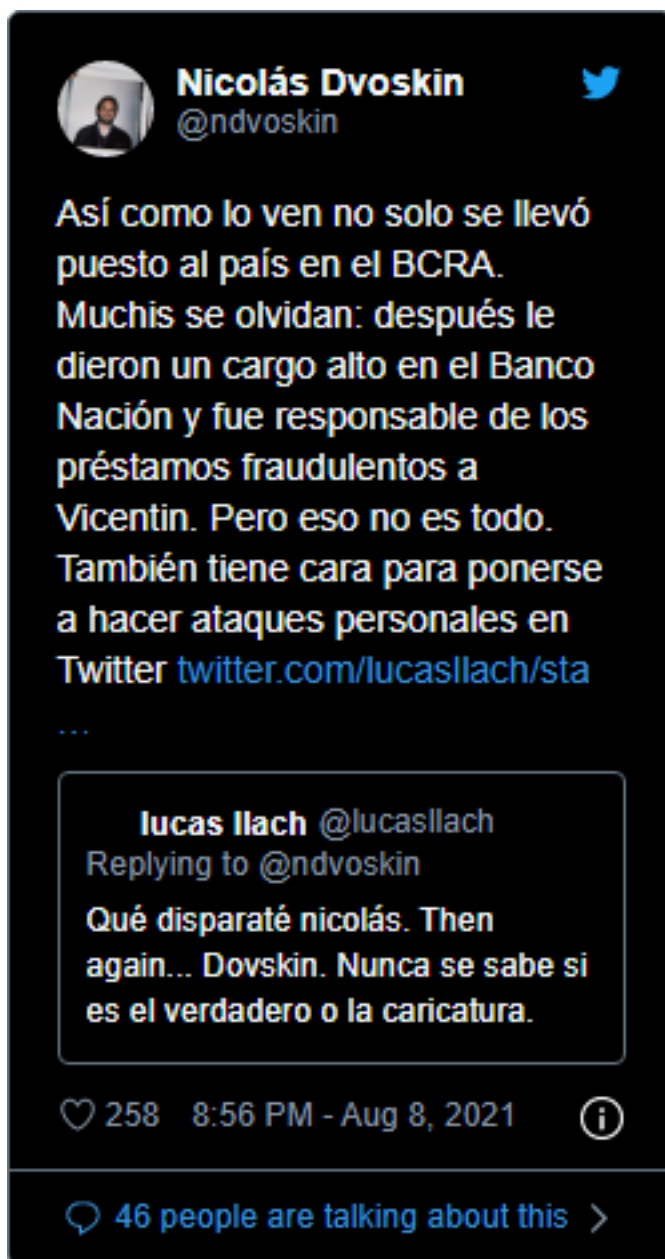 Nicolás Dvoskin
@ndvoskin
Así como lo ven no solo se llevó
puesto al país en el BCRA.
Muchis se olvidan: después le
dieron un cargo alto en el Banco
Nación y fue responsable de los
préstamos fraudulentos a
Vicentin. Pero eso no es todo.
También tiene cara para ponerse
a hacer ataques personales en
Twitter twitter.com/lucasllach/sta
...
lucas llach @lucasllach
Replying to @ndvoskin
Qué disparaté nicolás. Then
again... Dovskin. Nunca se sabe si
es el verdadero o la caricatura.
258 8:56 PM - Aug 8, 2021
46 people are talking about this